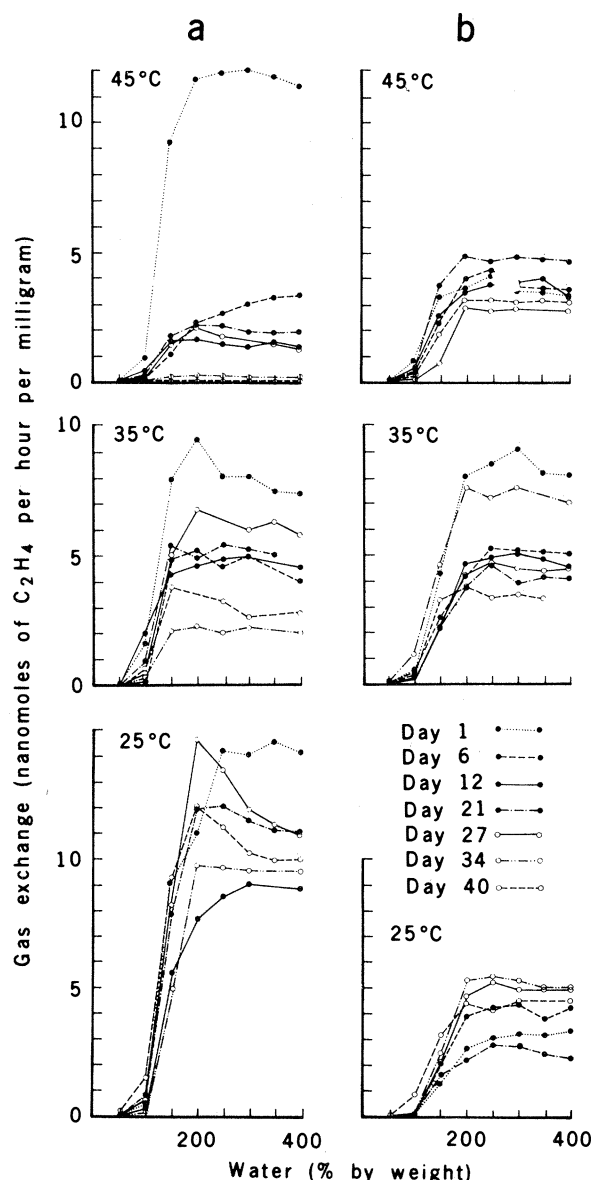 a
b
45°C
45°C
10
5
0
35°C
35°C
10
5
0
25°C
25°C
10
5
0
Day 1
Day 6
Day 12
Day 21
Day 27
Day 34
Day 40
200
400
200
400
Water (% by weight)
Gas exchange (nanomoles of C₂H₄ per hour per milligram)